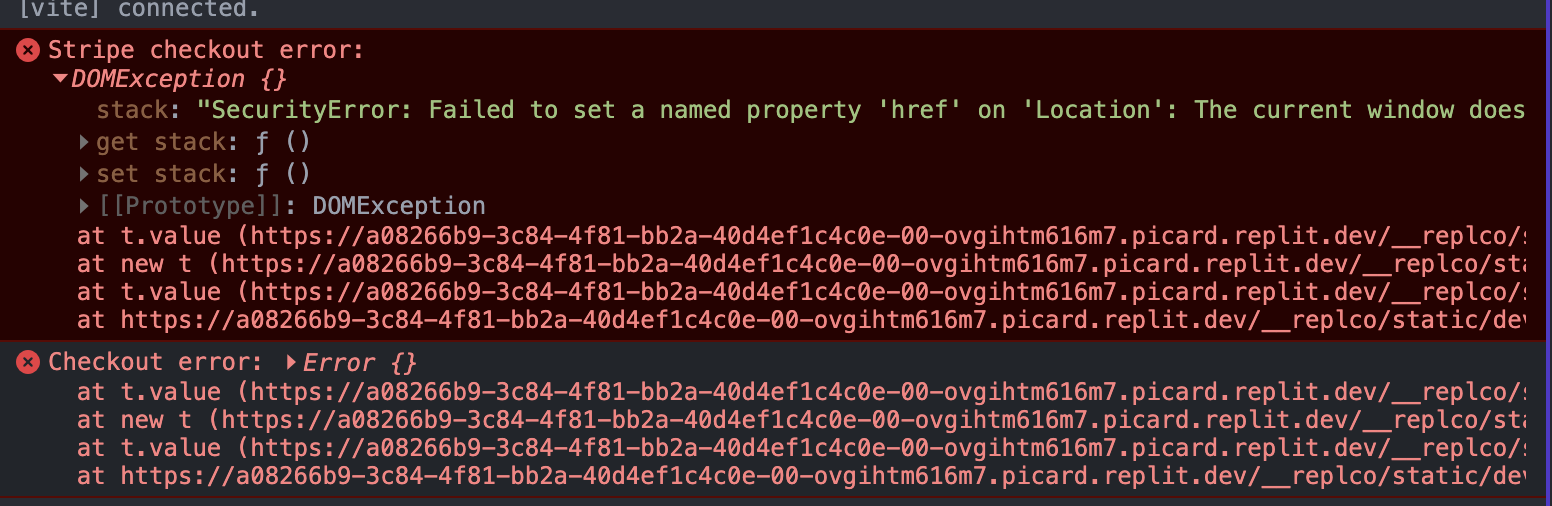 [vite] connected.
Stripe checkout error:
DOMException {}
stack: "SecurityError: Failed to set a named property 'href' on 'Location': The current window does
get stack: ƒ ()
set stack: ƒ ()
[[Prototype]]: DOMException
at t.value (https://a08266b9-3c84-4f81-bb2a-40d4ef1c4c0e-00-ovgihtm616m7.picard.replit.dev/__replco/s
at new t (https://a08266b9-3c84-4f81-bb2a-40d4ef1c4c0e-00-ovgihtm616m7.picard.replit.dev/__replco/sta
at t.value (https://a08266b9-3c84-4f81-bb2a-40d4ef1c4c0e-00-ovgihtm616m7.picard.replit.dev/__replco/s
at https://a08266b9-3c84-4f81-bb2a-40d4ef1c4c0e-00-ovgihtm616m7.picard.replit.dev/__replco/static/dev
Checkout error: Error {}
at t.value (https://a08266b9-3c84-4f81-bb2a-40d4ef1c4c0e-00-ovgihtm616m7.picard.replit.dev/__replco/s
at new t (https://a08266b9-3c84-4f81-bb2a-40d4ef1c4c0e-00-ovgihtm616m7.picard.replit.dev/__replco/sta
at t.value (https://a08266b9-3c84-4f81-bb2a-40d4ef1c4c0e-00-ovgihtm616m7.picard.replit.dev/__replco/s
at https://a08266b9-3c84-4f81-bb2a-40d4ef1c4c0e-00-ovgihtm616m7.picard.replit.dev/__replco/static/dev